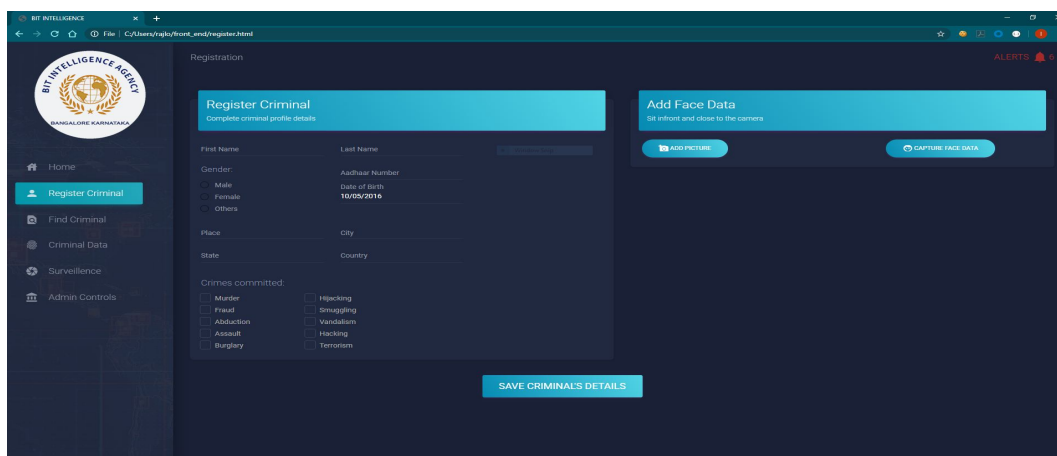 BIT INTELLIGENCE
File | C:/Users/rajlo/front_end/register.html
BIT INTELLIGENCE AGENCY
BANGALORE KARNATAKA
Home
Register Criminal
Find Criminal
Criminal Data
Surveillence
Admin Controls
Registration
ALERTS 6
Register Criminal
Complete criminal profile details
First Name Last Name
Gender:
Male
Female
Others
Aadhaar Number
Date of Birth
10/05/2016
Place City
State Country
Crimes committed:
Murder Hijacking
Fraud Smuggling
Abduction Vandalism
Assault Hacking
Burglary Terrorism
Add Face Data
Sit infront and close to the camera
ADD PICTURE CAPTURE FACE DATA
SAVE CRIMINAL'S DETAILS